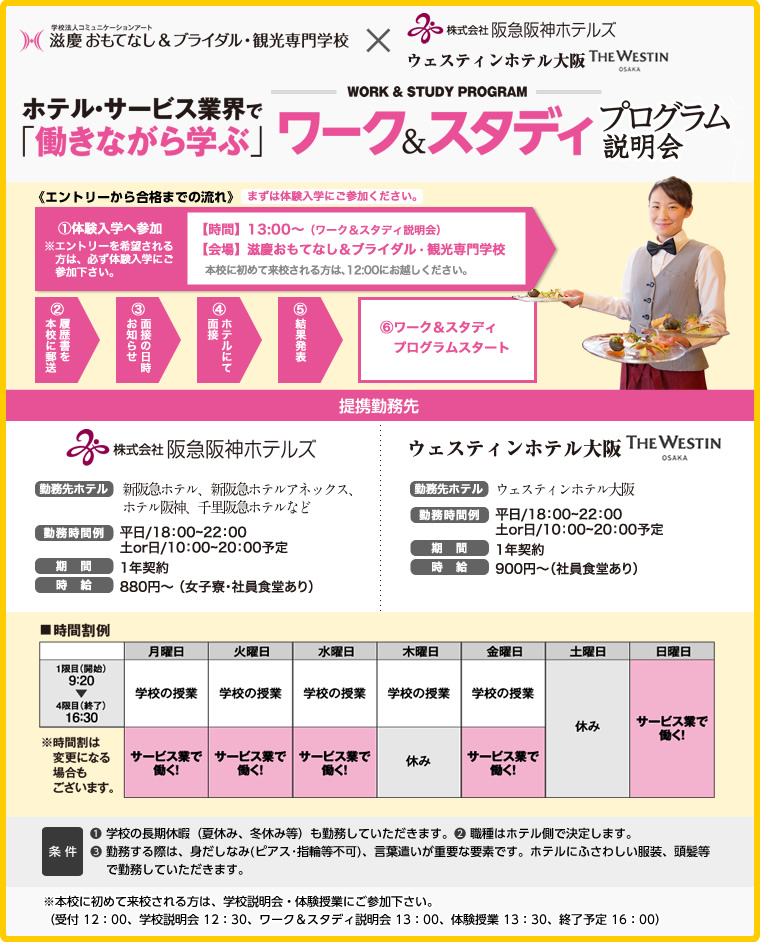 学校法人コミュニケーションアート
滋慶 おもてなし＆ブライダル・観光専門学校
×
株式会社 阪急阪神ホテルズ
ウェスティンホテル大阪 THE WESTIN
OSAKA
ホテル・サービス業界で
「働きながら学ぶ」
WORK & STUDY PROGRAM
ワーク&スタディ
プログラム
説明会
《エントリーから合格までの流れ》 まずは体験入学にご参加ください。
①体験入学へ参加
※エントリーを希望される
方は、必ず体験入学にご
参加下さい。
【時間】13:00～（ワーク＆スタディ説明会）
【会場】滋慶おもてなし＆ブライダル・観光専門学校
本校に初めて来校される方は、12:00にお越しください。
②履歴書を
本校に郵送
③面接の日時
お知らせ
④ホテルにて
面接
⑤結果発表
⑥ワーク＆スタディ
プログラムスタート
提携勤務先
株式会社 阪急阪神ホテルズ
勤務先ホテル 新阪急ホテル、新阪急ホテルアネックス、
ホテル阪神、千里阪急ホテルなど
勤務時間例 平日/18：00~22：00
土or日/10：00~20：00予定
期 間 1年契約
時 給 880円～（女子寮・社員食堂あり）
ウェスティンホテル大阪 THE WESTIN
OSAKA
勤務先ホテル ウェスティンホテル大阪
勤務時間例 平日/18：00~22：00
土or日/10：00~20：00予定
期 間 1年契約
時 給 900円～（社員食堂あり）
■時間割例
月曜日 火曜日 水曜日 木曜日 金曜日 土曜日 日曜日
1限目（開始）
9:20
▼
4限目（終了）
16:30
学校の授業 学校の授業 学校の授業 学校の授業 学校の授業
※時間割は
変更になる
場合も
ございます。
サービス業で
働く!
サービス業で
働く!
サービス業で
働く!
休み
サービス業で
働く!
休み
サービス業で
働く!
条件
❶ 学校の長期休暇（夏休み、冬休み等）も勤務していただきます。❷ 職種はホテル側で決定します。
❸ 勤務する際は、身だしなみ(ピアス・指輪等不可)、言葉遣いが重要な要素です。ホテルにふさわしい服装、頭髪等
で勤務していただきます。
※本校に初めて来校される方は、学校説明会・体験授業にご参加下さい。
（受付 12：00、学校説明会 12：30、ワーク＆スタディ説明会 13：00、体験授業 13：30、終了予定 16：00）